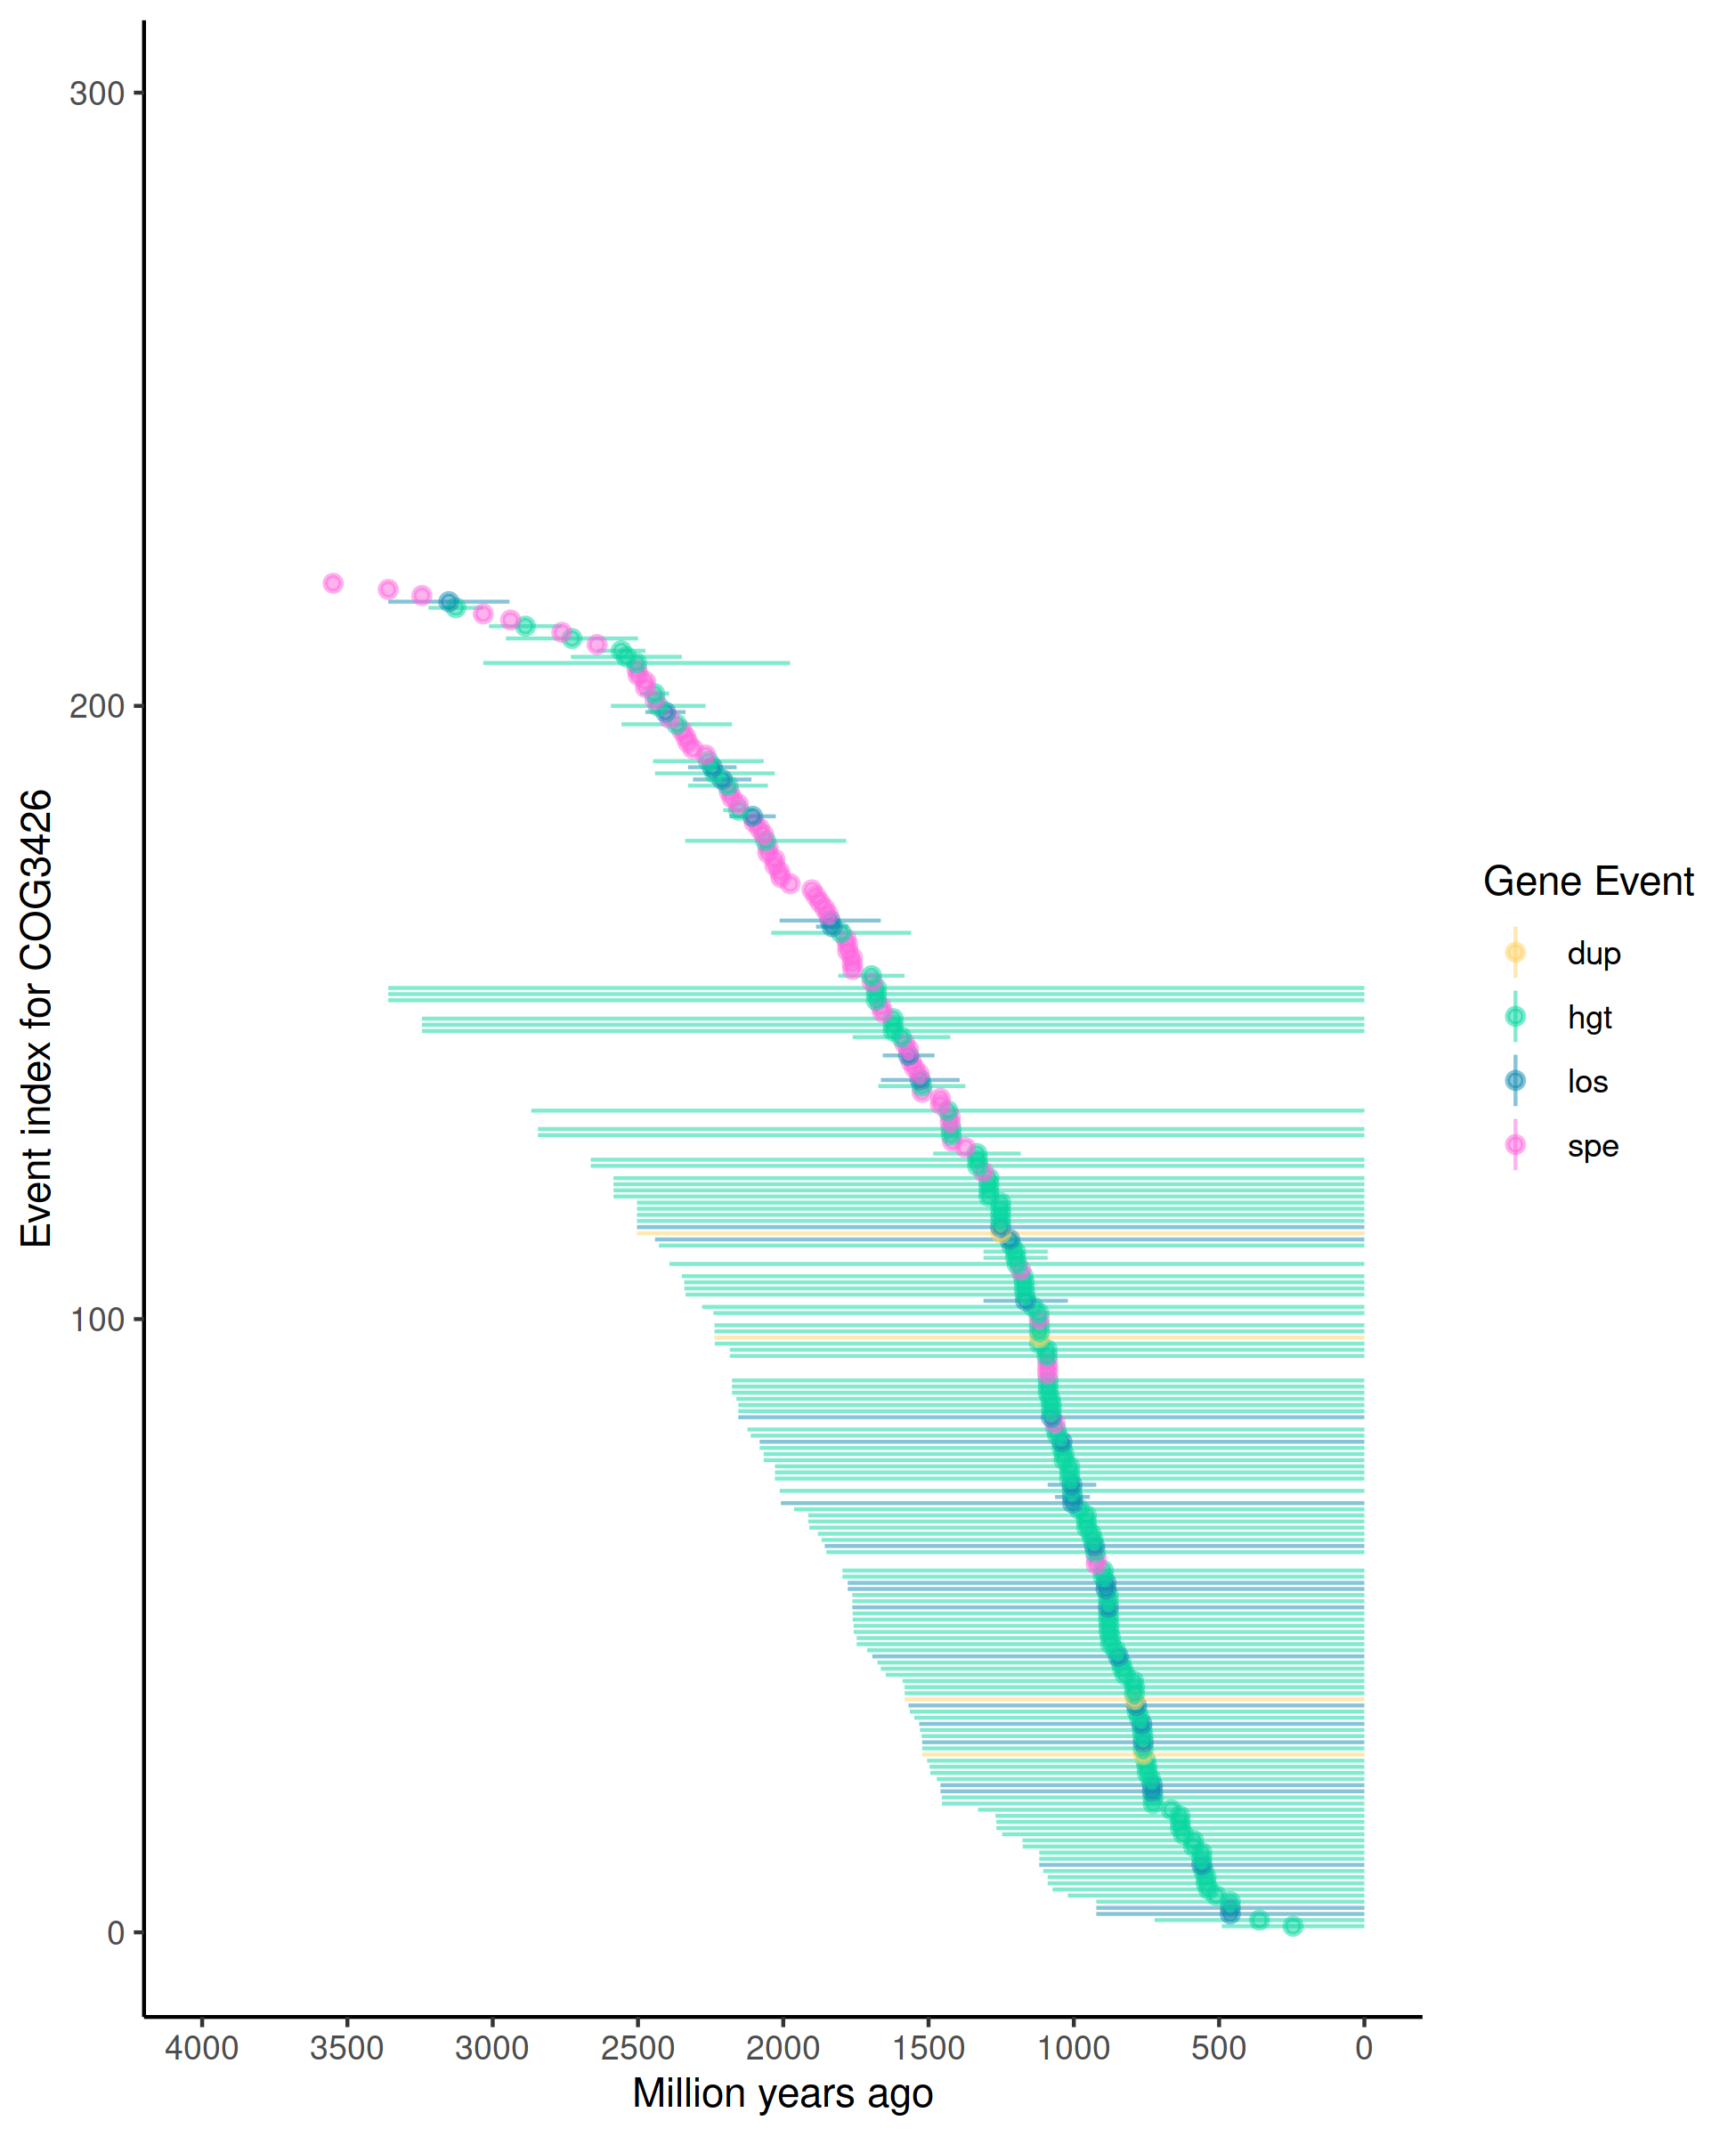 300
200
100
0
Event index for COG3426
4000 3500 3000 2500 2000 1500 1000 500 0
Million years ago
Gene Event
dup
hgt
los
spe